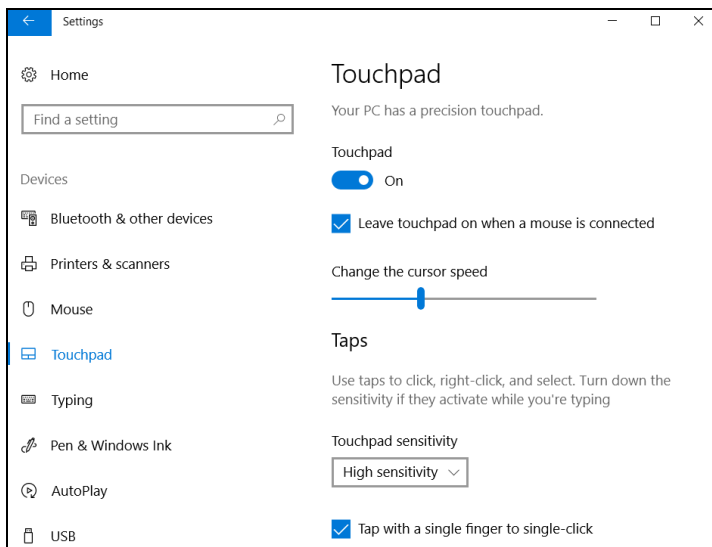 Settings
Home
Find a setting
Devices
Bluetooth & other devices
Printers & scanners
Mouse
Touchpad
Typing
Pen & Windows Ink
AutoPlay
USB
Touchpad
Your PC has a precision touchpad.
Touchpad
On
Leave touchpad on when a mouse is connected
Change the cursor speed
Taps
Use taps to click, right-click, and select. Turn down the
sensitivity if they activate while you're typing
Touchpad sensitivity
High sensitivity
Tap with a single finger to single-click